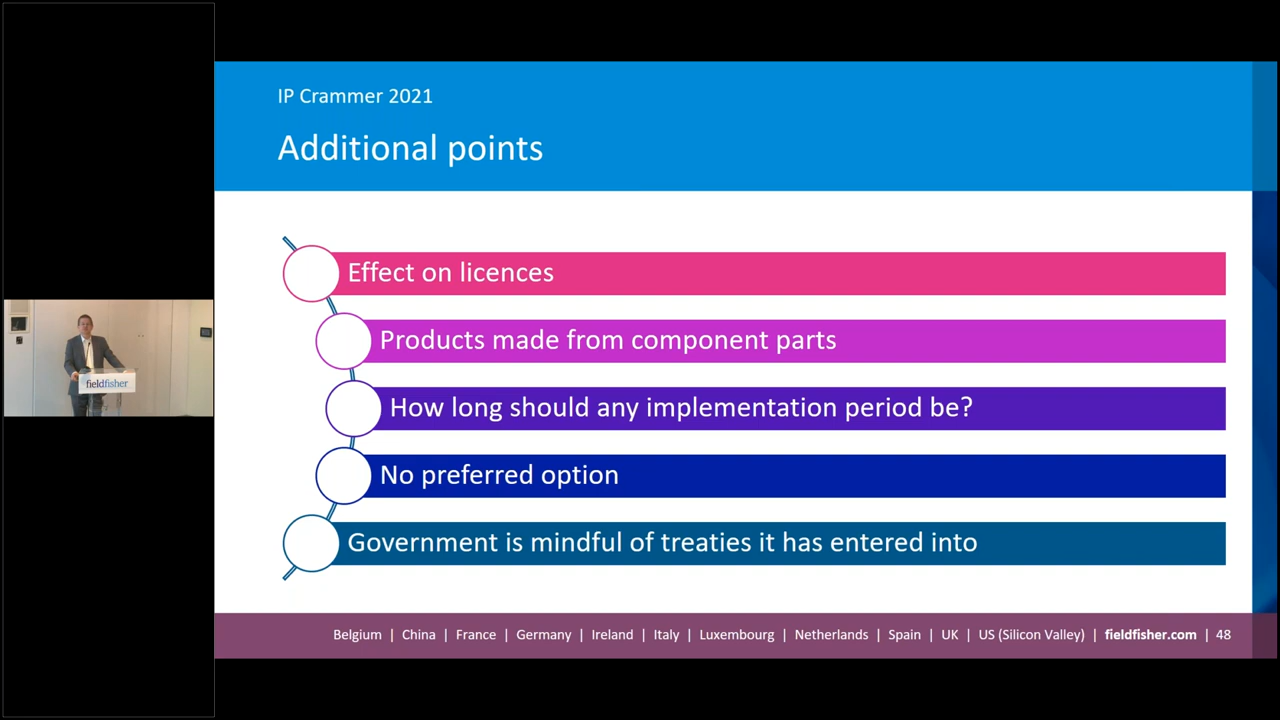 IP Crammer 2021
Additional points
Effect on licences
Products made from component parts
How long should any implementation period be?
No preferred option
Government is mindful of treaties it has entered into
fieldfisher
Belgium | China | France | Germany | Ireland | Italy | Luxembourg | Netherlands | Spain | UK | US (Silicon Valley) | fieldfisher.com | 48